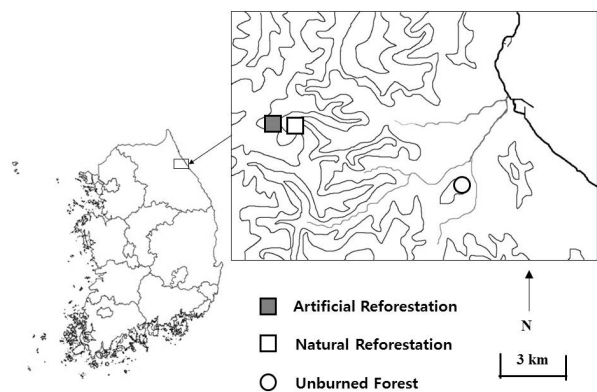 Artificial Reforestation
Natural Reforestation
Unburned Forest
N
3 km